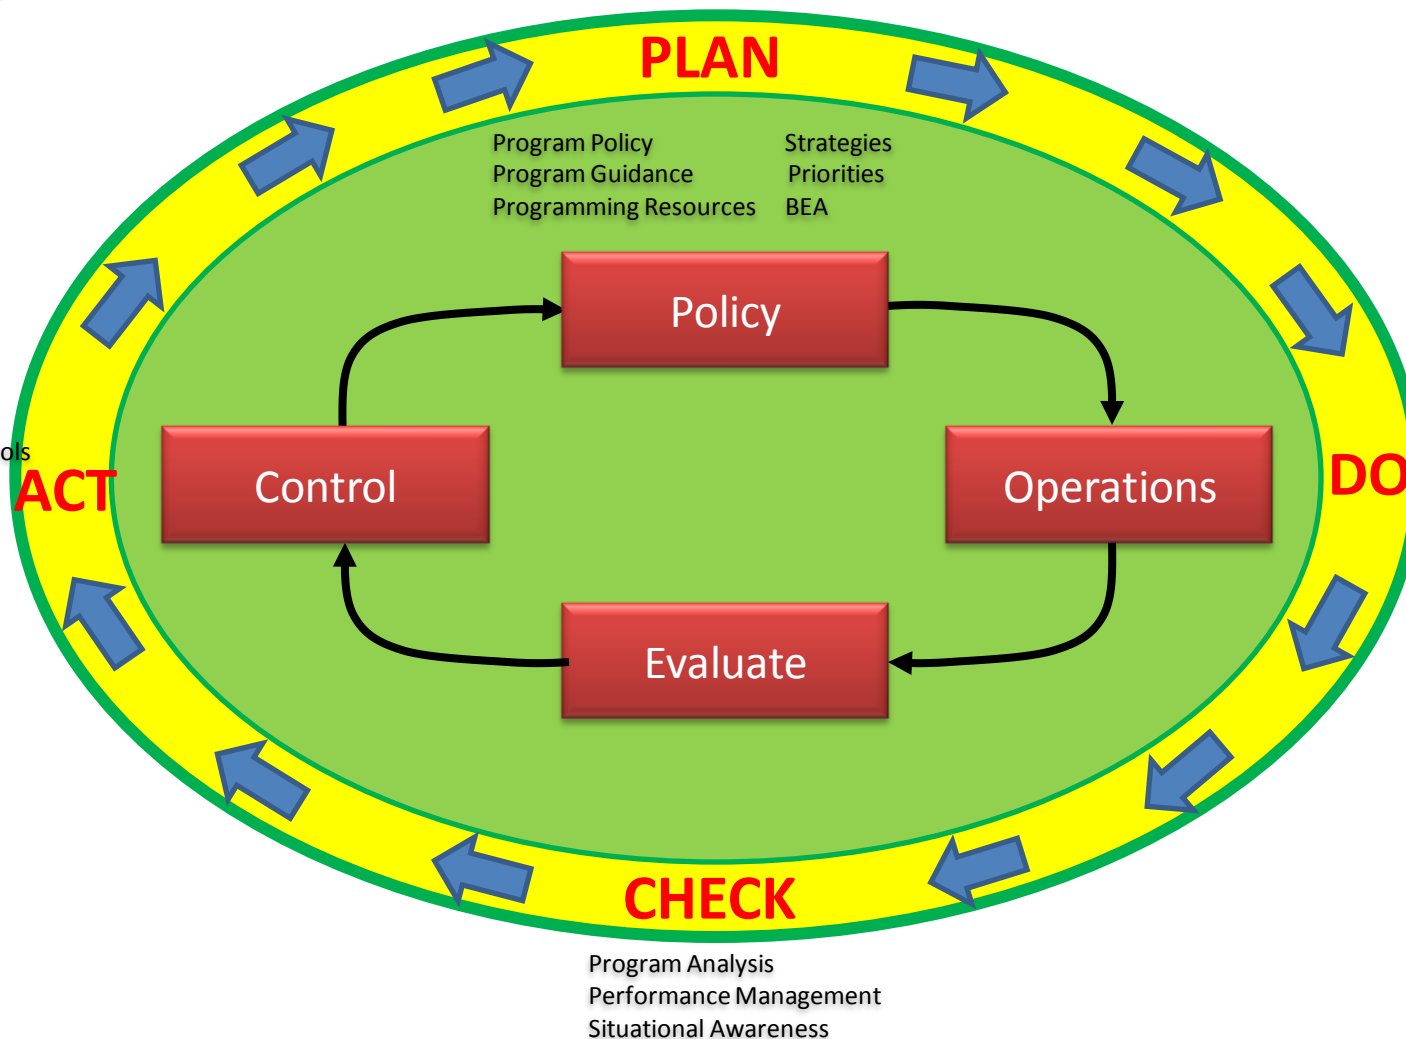 PLAN
Program Policy Strategies
Program Guidance Priorities
Programming Resources BEA
Policy
ols
ACT
Control
Operations
DO
Evaluate
CHECK
Program Analysis
Performance Management
Situational Awareness